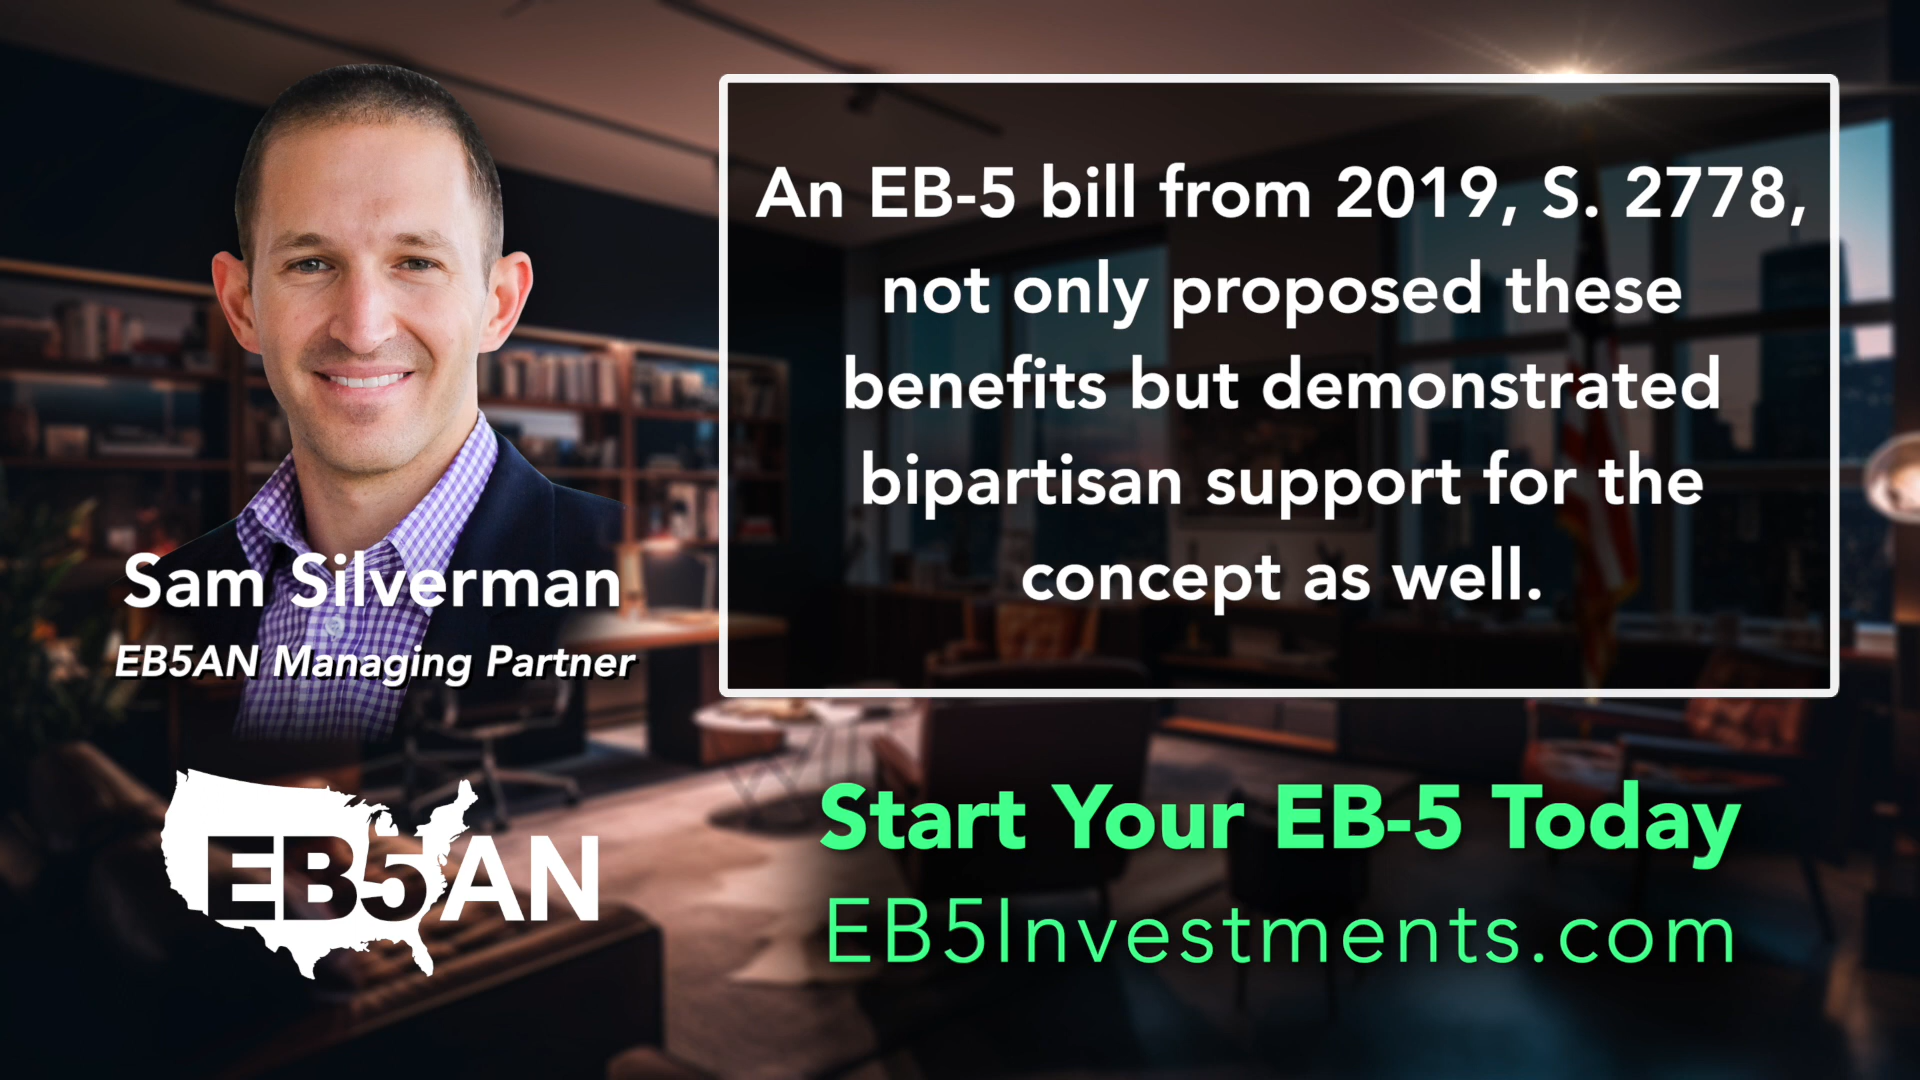 An EB-5 bill from 2019, S. 2778,
not only proposed these
benefits but demonstrated
bipartisan support for the
concept as well.
Sam Silverman
EB5AN Managing Partner
EB5AN
Start Your EB-5 Today
EB5Investments.com